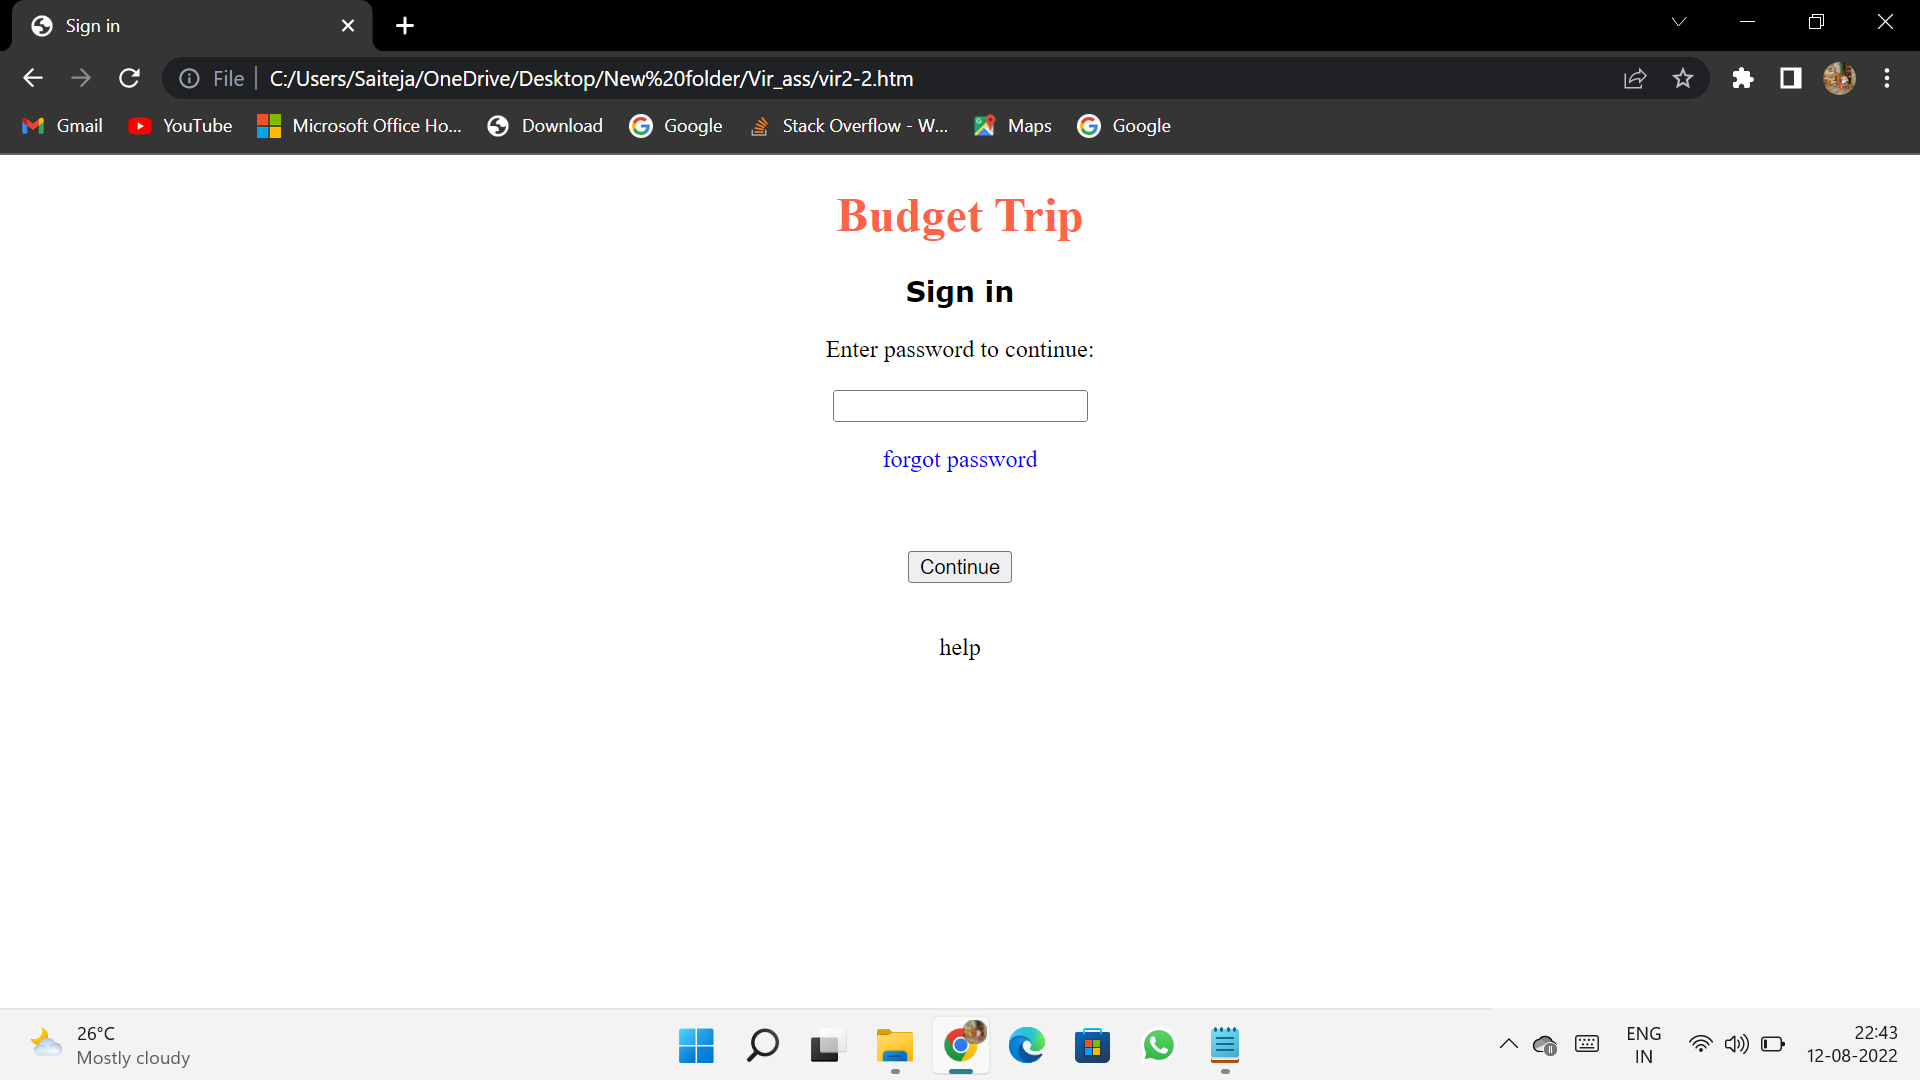 Sign in
File
C:/Users/Saiteja/OneDrive/Desktop/New%20folder/Vir_ass/vir2-2.htm
Gmail
YouTube
Microsoft Office Ho...
Download
Google
Stack Overflow - W...
Maps
Google
Budget Trip
Sign in
Enter password to continue:
forgot password
Continue
help
26°C
Mostly cloudy
ENG
IN
22:43
12-08-2022